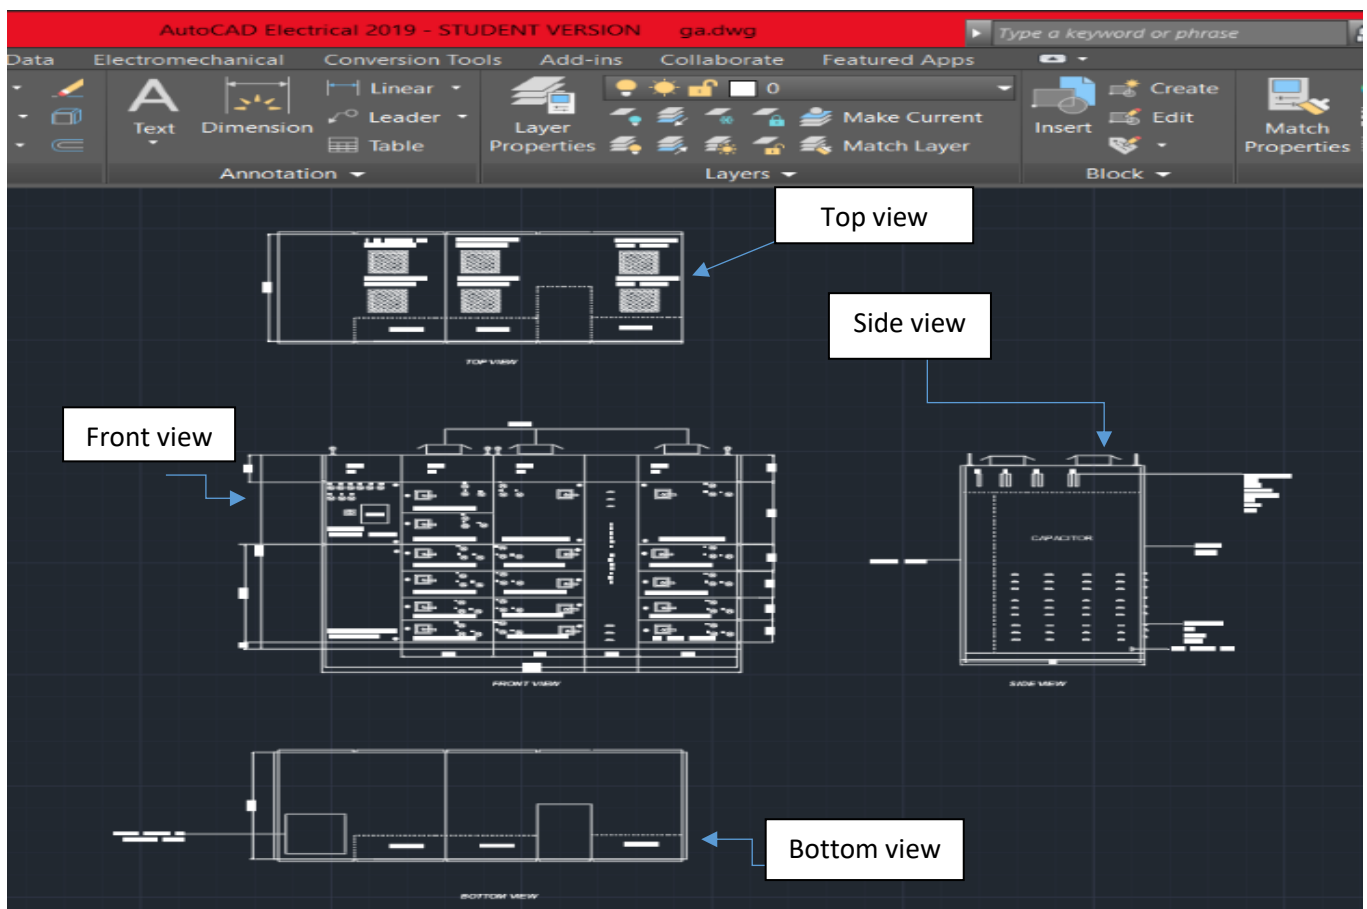 AutoCAD Electrical 2019 - STUDENT VERSION ga.dwg
Type a keyword or phrase
Data Electromechanical Conversion Tools Add-ins Collaborate Featured Apps
Text
Dimension
Linear
Leader
Table
Annotation
Layer
Properties
0
Make Current
Match Layer
Layers
Insert
Create
Edit
Block
Match
Properties
Top view
TOP VIEW
Side view
Front view
CAPACITOR
FRONT VIEW
SIDE VIEW
Bottom view
BOTTOM VIEW